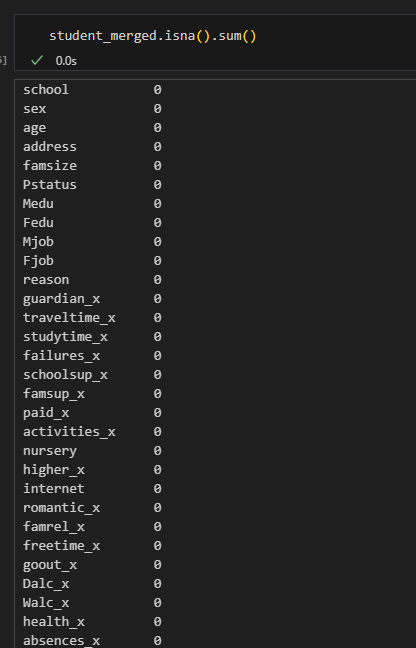 student_merged.isna().sum()
] ✓ 0.0s
school 0
sex 0
age 0
address 0
famsize 0
Pstatus 0
Medu 0
Fedu 0
Mjob 0
Fjob 0
reason 0
guardian_x 0
traveltime_x 0
studytime_x 0
failures_x 0
schoolsup_x 0
famsup_x 0
paid_x 0
activities_x 0
nursery 0
higher_x 0
internet 0
romantic_x 0
famrel_x 0
freetime_x 0
goout_x 0
Dalc_x 0
Walc_x 0
health_x 0
absences_x 0